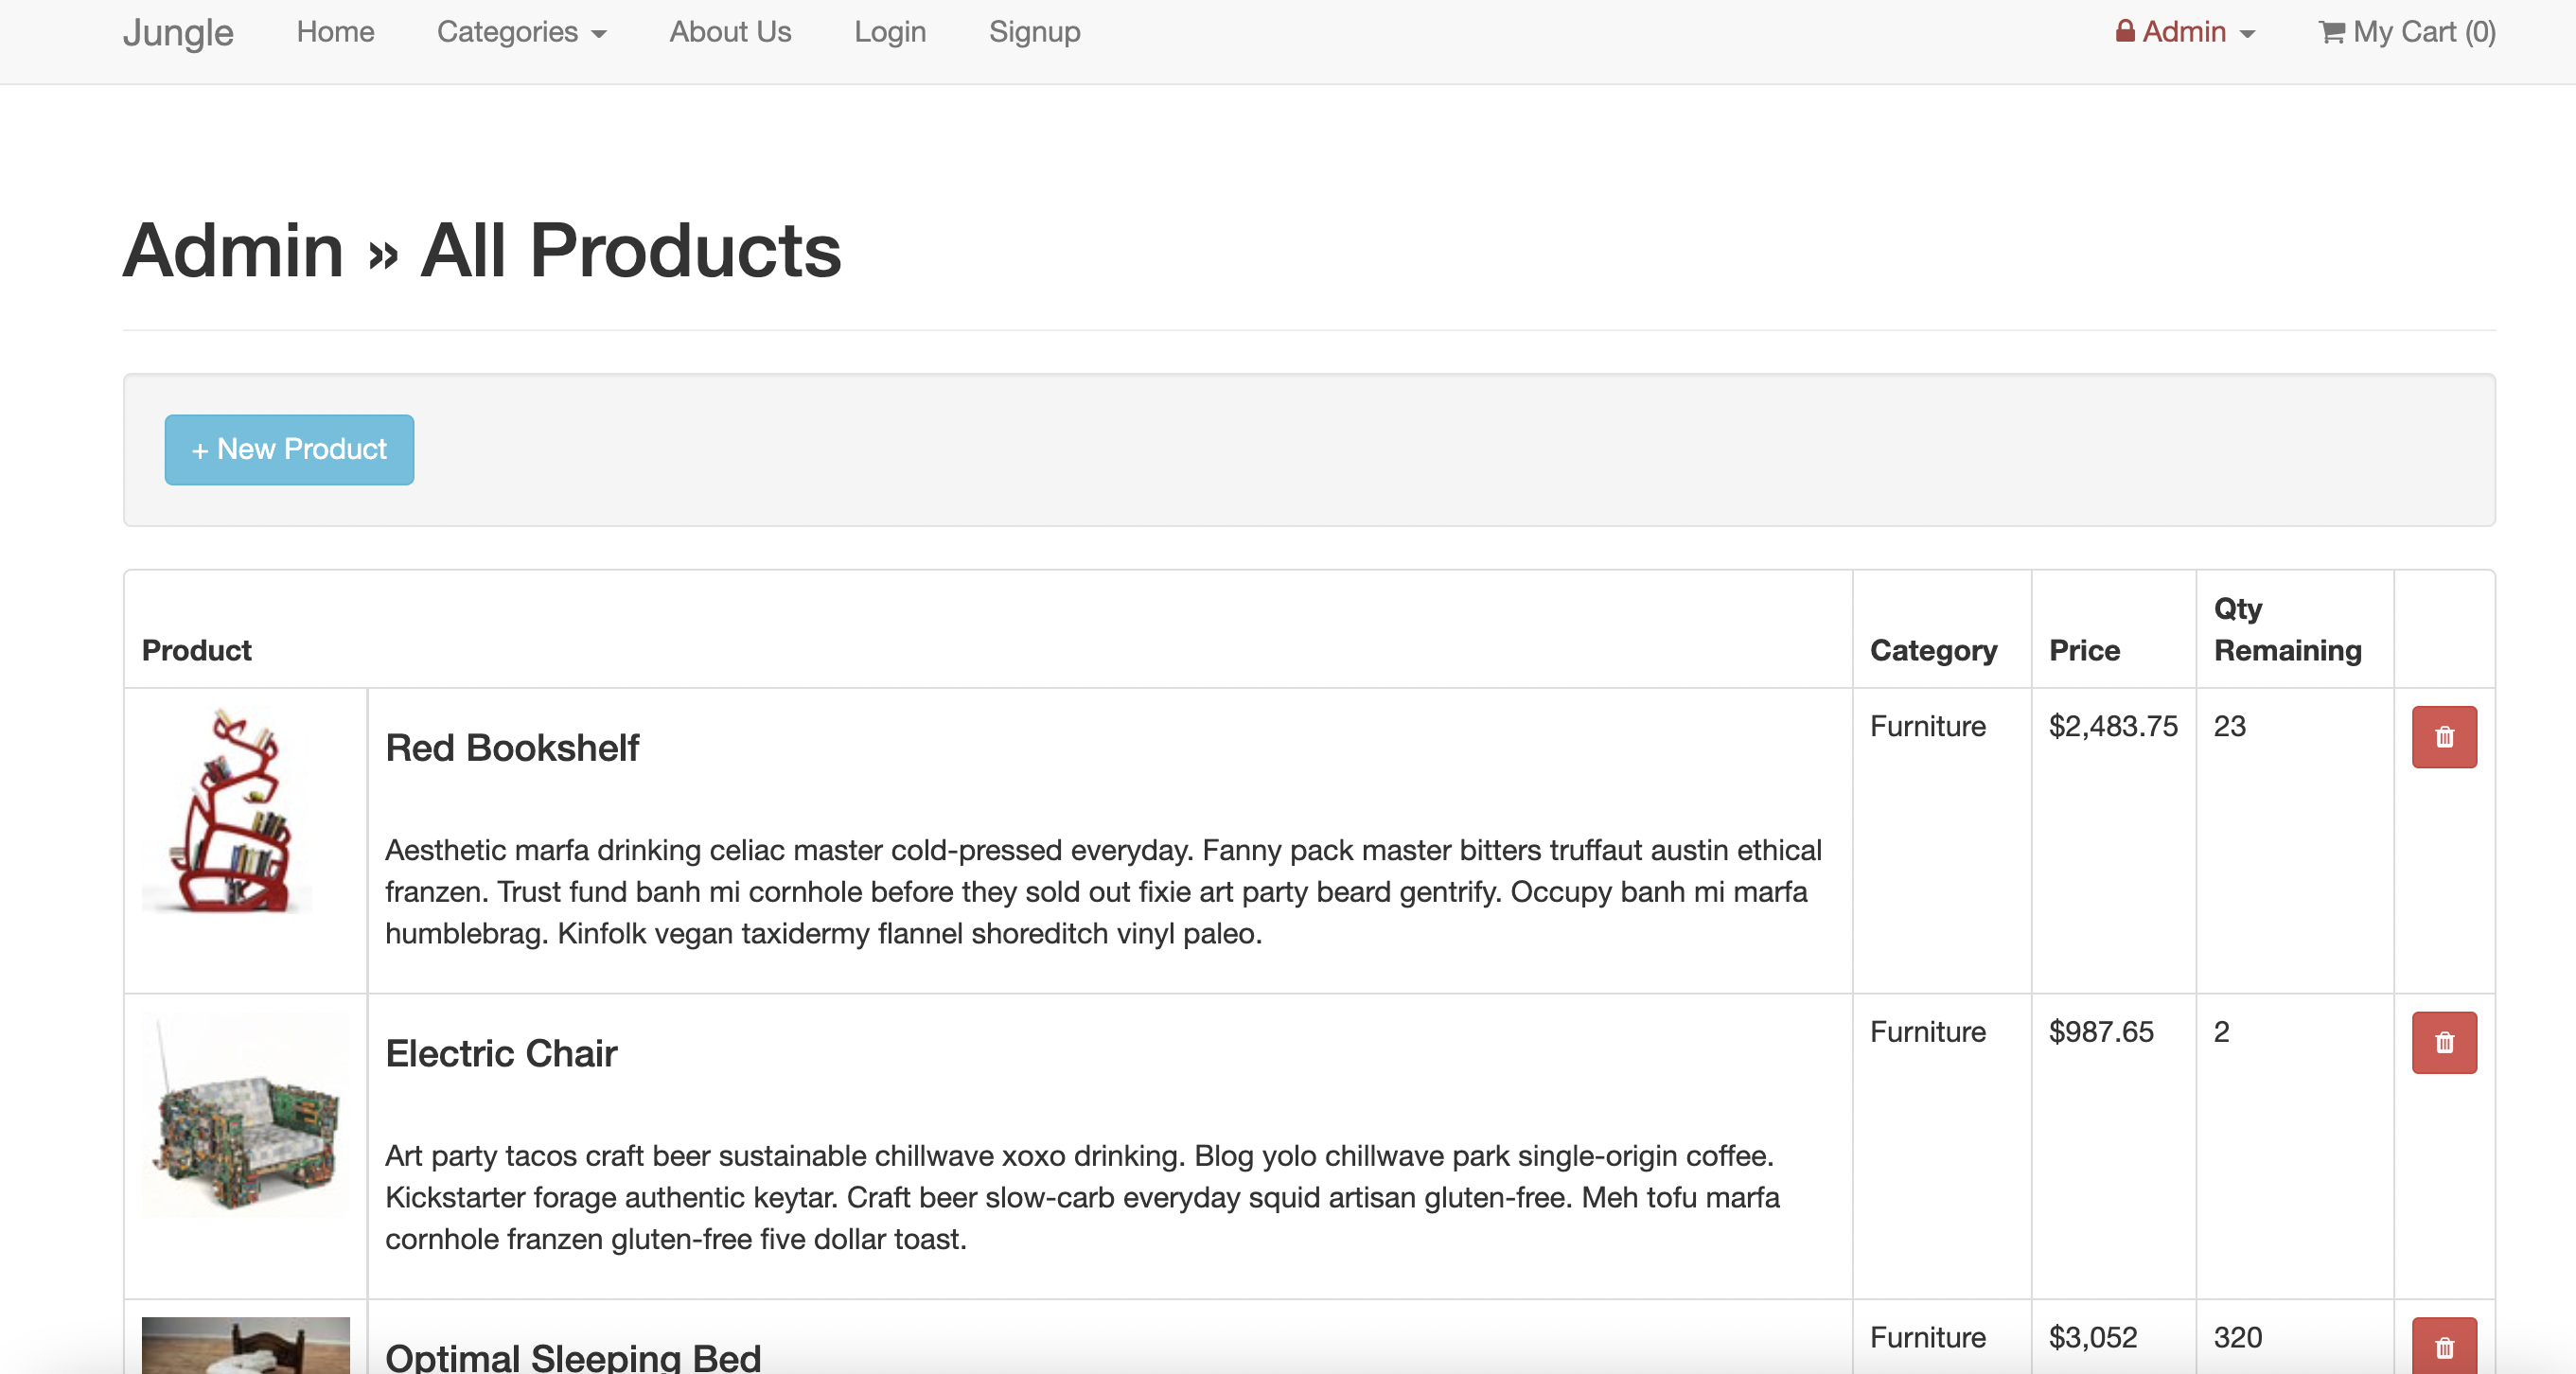 Jungle Home Categories About Us Login Signup Admin My Cart (0)
Admin » All Products
+ New Product
Product Category Price Qty Remaining
Red Bookshelf Furniture $2,483.75 23
Aesthetic marfa drinking celiac master cold-pressed everyday. Fanny pack master bitters truffaut austin ethical
franzen. Trust fund banh mi cornhole before they sold out fixie art party beard gentrify. Occupy banh mi marfa
humblebrag. Kinfolk vegan taxidermy flannel shoreditch vinyl paleo.
Electric Chair Furniture $987.65 2
Art party tacos craft beer sustainable chillwave xoxo drinking. Blog yolo chillwave park single-origin coffee.
Kickstarter forage authentic keytar. Craft beer slow-carb everyday squid artisan gluten-free. Meh tofu marfa
cornhole franzen gluten-free five dollar toast.
Optimal Sleeping Bed Furniture $3,052 320